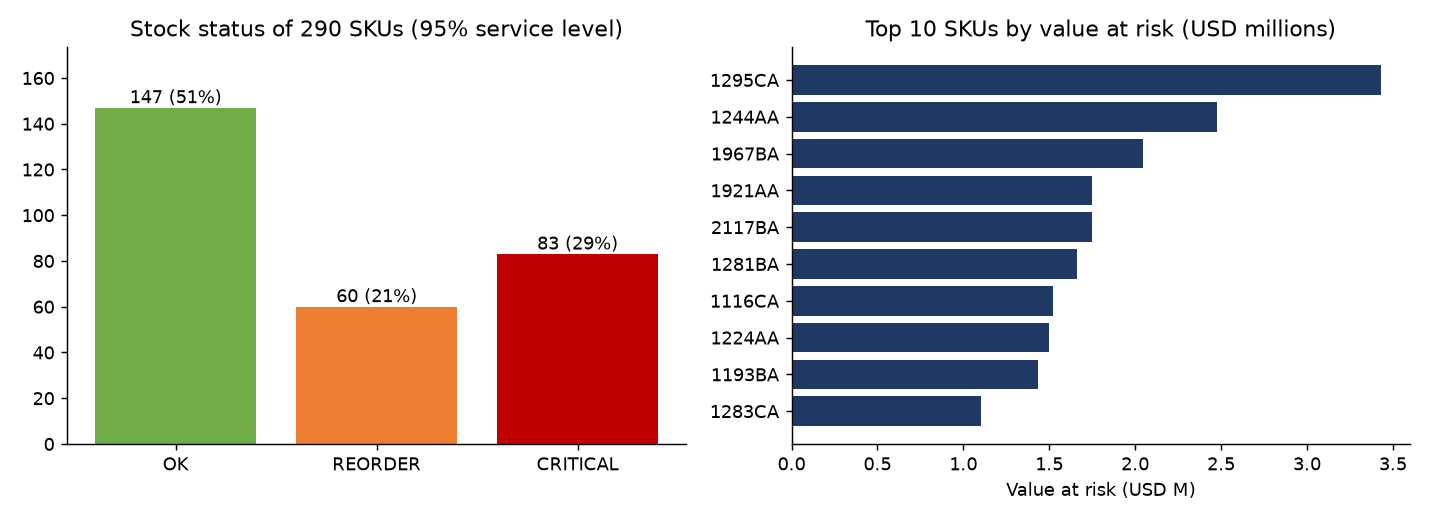 Stock status of 290 SKUs (95% service level)
160
140
120
100
80
60
40
20
0
147 (51%)
60 (21%)
83 (29%)
OK
REORDER
CRITICAL
Top 10 SKUs by value at risk (USD millions)
1295CA
1244AA
1967BA
1921AA
2117BA
1281BA
1116CA
1224AA
1193BA
1283CA
0.0 0.5 1.0 1.5 2.0 2.5 3.0 3.5
Value at risk (USD M)